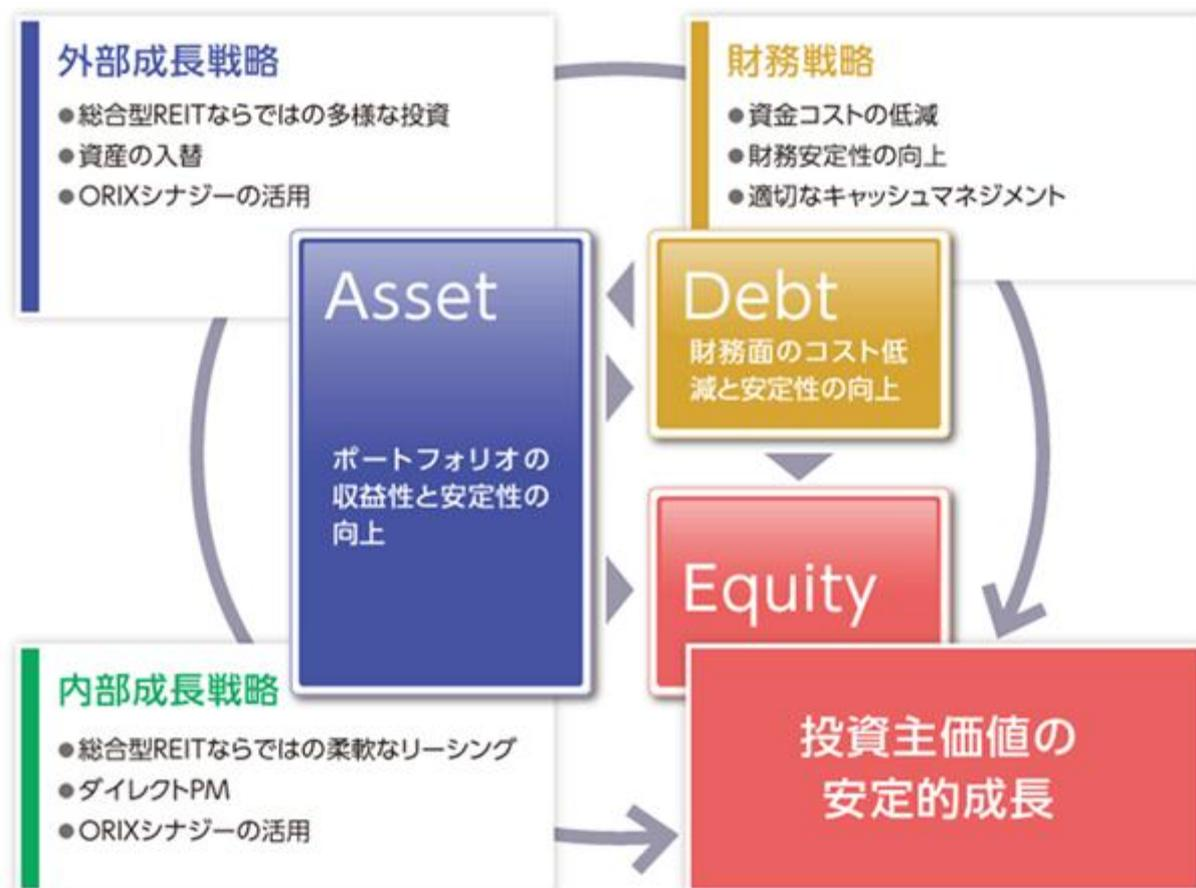 外部成長戦略
●総合型REITならではの多様な投資
●資産の入替
●ORIXシナジーの活用
財務戦略
●資金コストの低減
●財務安定性の向上
●適切なキャッシュマネジメント
Asset
ポートフォリオの
収益性と安定性の
向上
Debt
財務面のコスト低
減と安定性の向上
Equity
内部成長戦略
●総合型REITならではの柔軟なリーシング
●ダイレクトPM
●ORIXシナジーの活用
投資主価値の
安定的成長